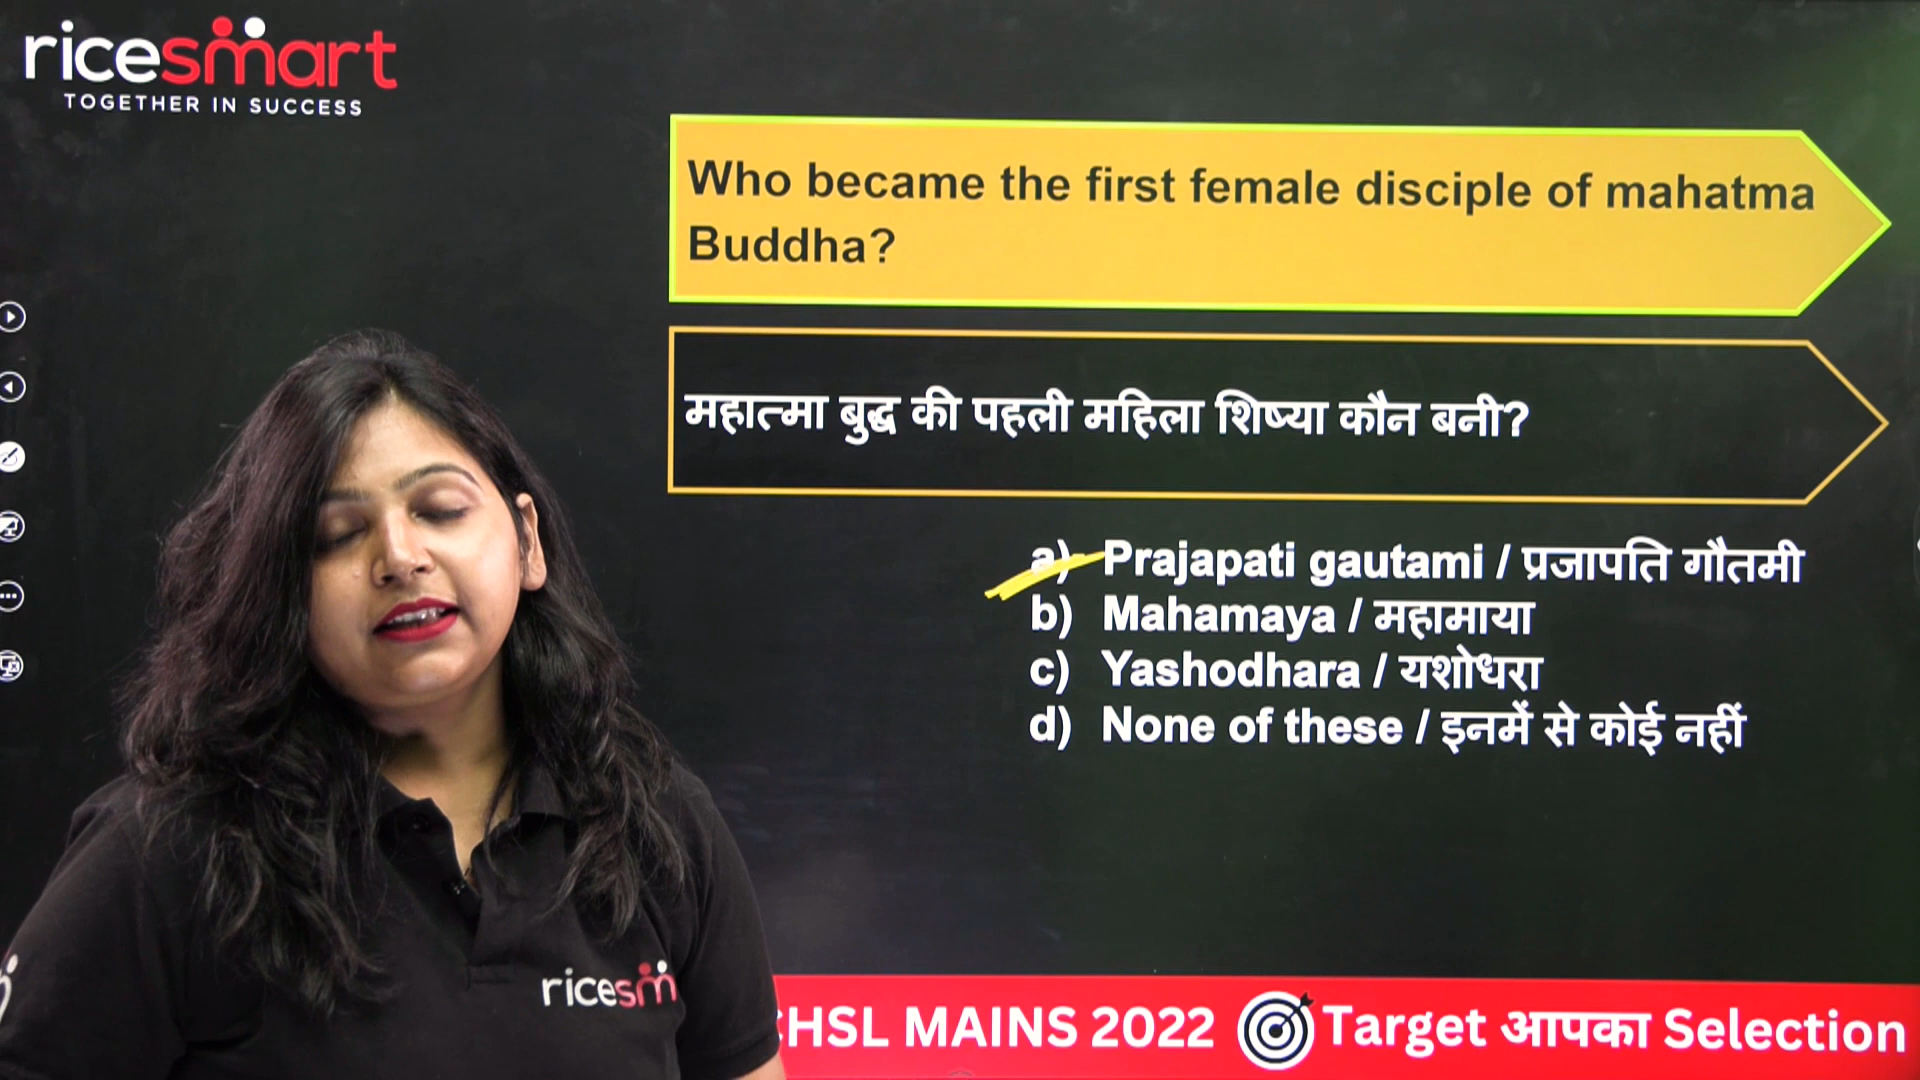 ricesmart
TOGETHER IN SUCCESS
Who became the first female disciple of mahatma
Buddha?
महात्मा बुद्ध की पहली महिला शिष्या कौन बनी?
a) Prajapati gautami / प्रजापति गौतमी
b) Mahamaya / महामाया
c) Yashodhara / यशोधरा
d) None of these / इनमें से कोई नहीं
ricesm
CHSL MAINS 2022 Target आपका Selection